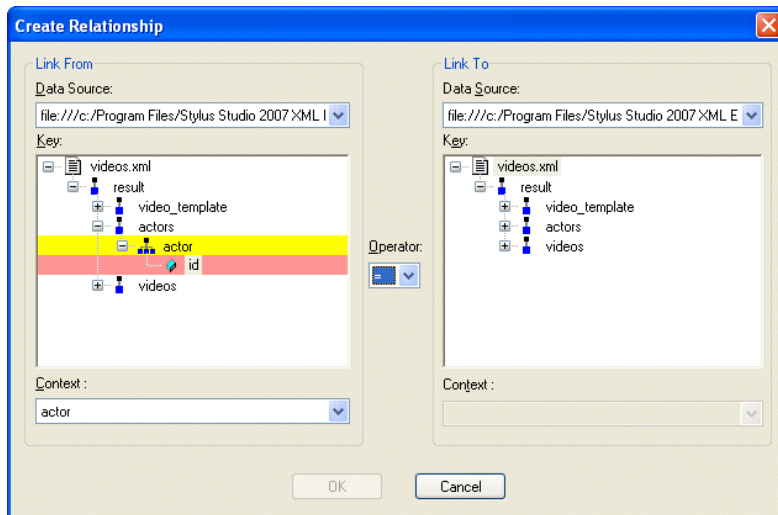 Create Relationship
Link From
Data Source:
file:///c:/Program Files/Stylus Studio 2007 XML I
Key:
videos.xml
result
video_template
actors
actor
id
videos
Context :
actor
Operator:
=
Link To
Data Source:
file:///c:/Program Files/Stylus Studio 2007 XML E
Key:
videos.xml
result
video_template
actors
videos
Context :
OK
Cancel